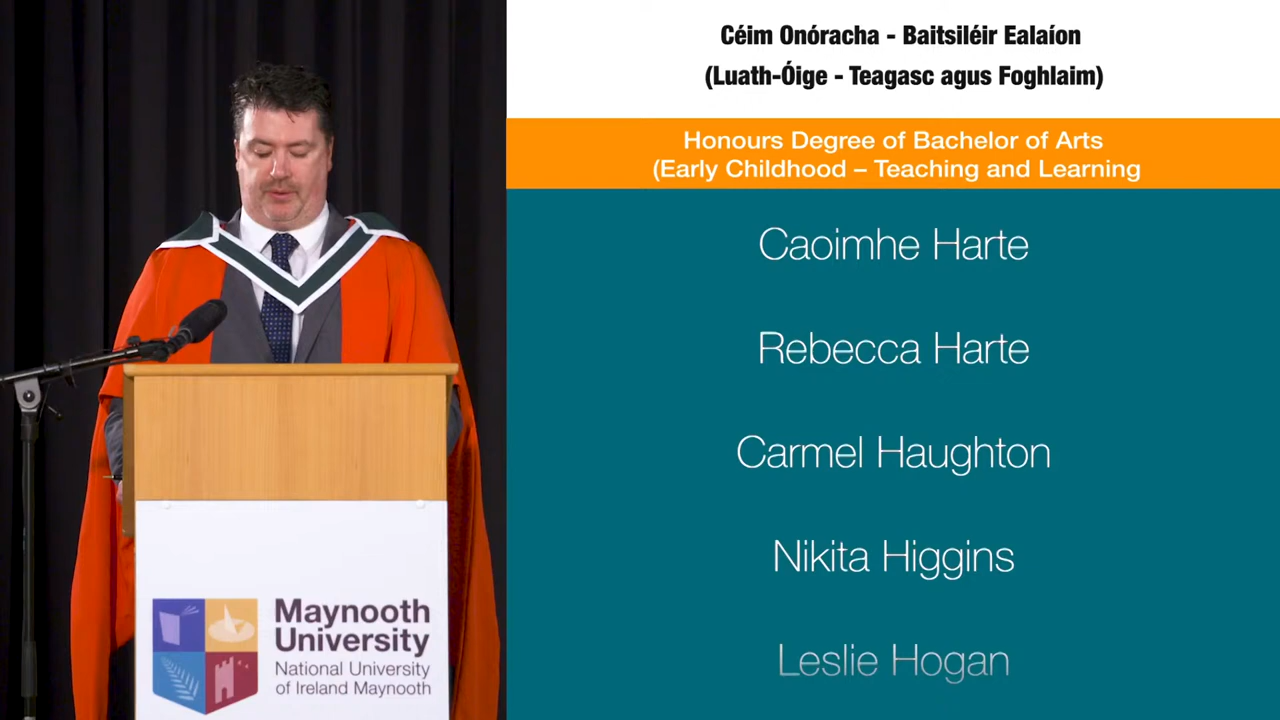 Céim Onóracha - Baitsiléir Ealaíon
(Luath-Óige - Teagasc agus Foghlaim)
Honours Degree of Bachelor of Arts
(Early Childhood – Teaching and Learning
Caoimhe Harte
Rebecca Harte
Carmel Haughton
Nikita Higgins
Leslie Hogan
Maynooth
University
National University
of Ireland Maynooth